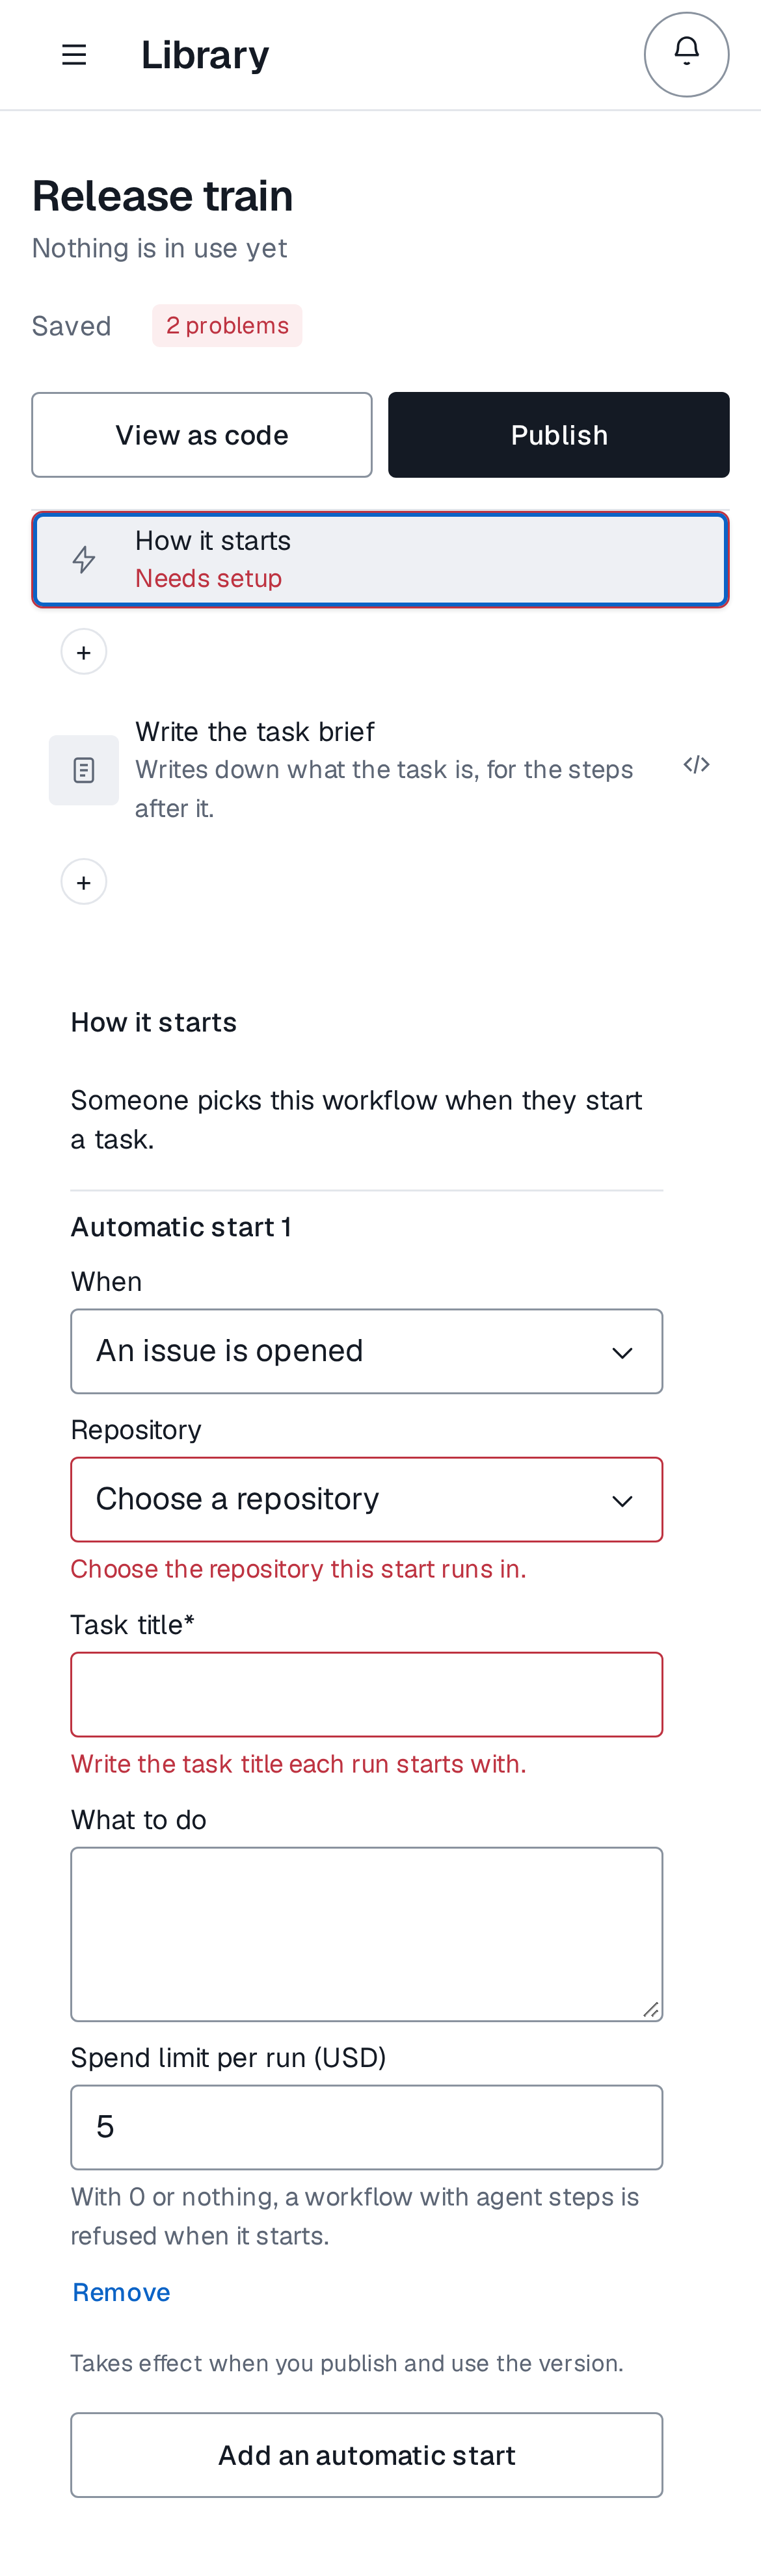 Library
Release train
Nothing is in use yet
Saved
2 problems
View as code
Publish
How it starts
Needs setup
+
Write the task brief
Writes down what the task is, for the steps
after it.
+
How it starts
Someone picks this workflow when they start
a task.
Automatic start 1
When
An issue is opened
Repository
Choose a repository
Choose the repository this start runs in.
Task title*
Write the task title each run starts with.
What to do
Spend limit per run (USD)
5
With 0 or nothing, a workflow with agent steps is
refused when it starts.
Remove
Takes effect when you publish and use the version.
Add an automatic start